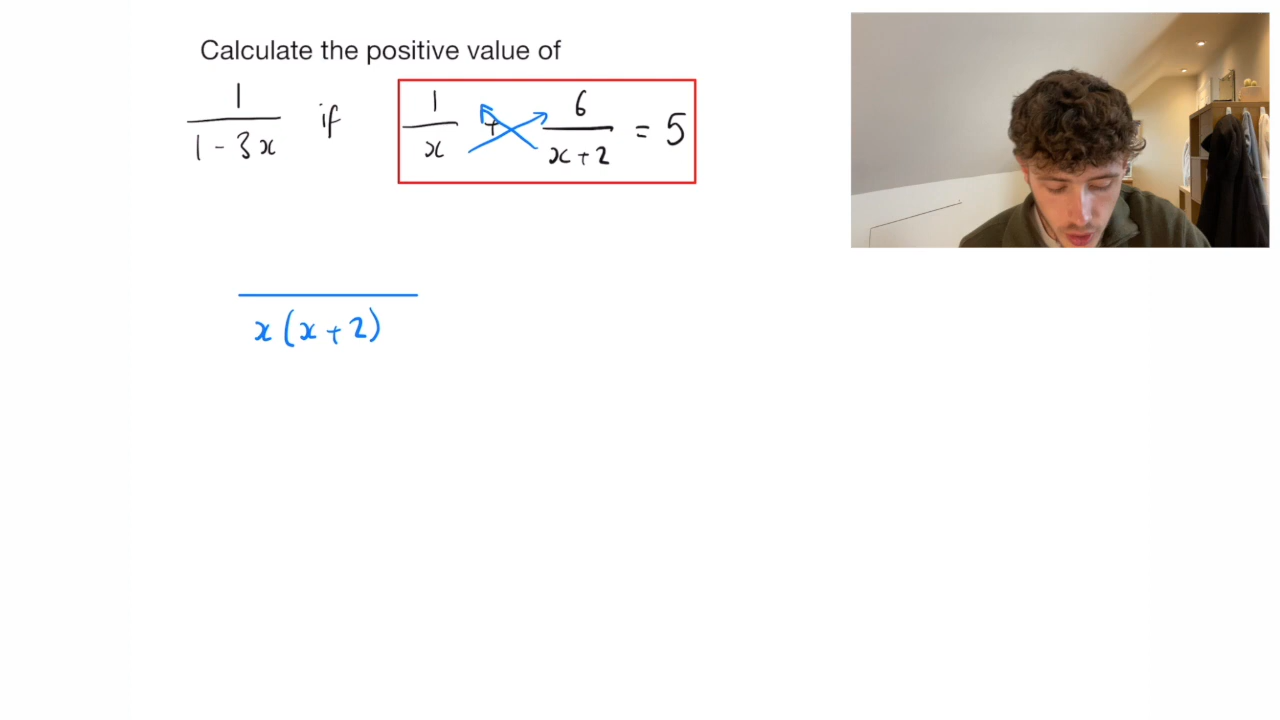 Calculate the positive value of
1/(1 - 3x) if 1/x + 6/(x + 2) = 5
x(x + 2)